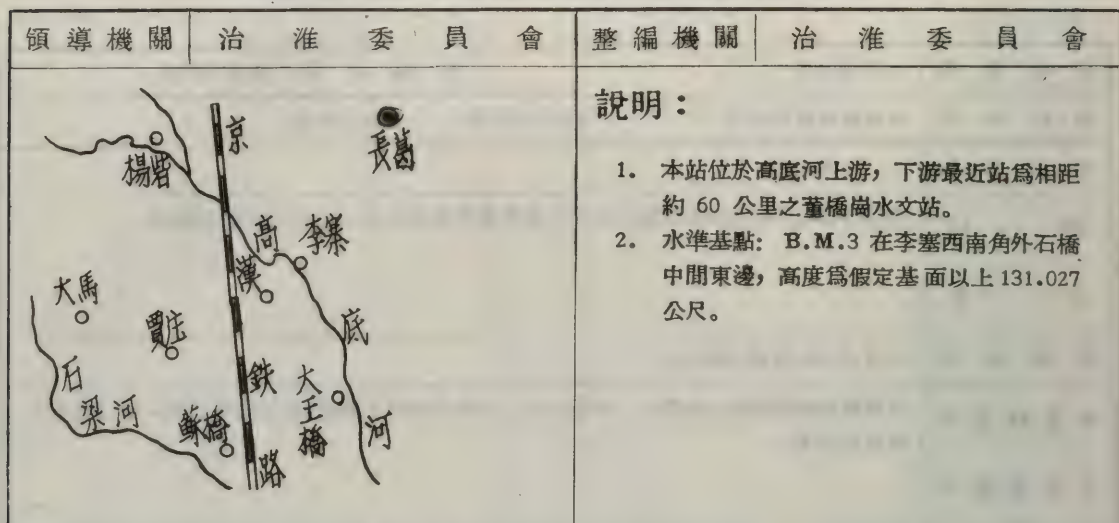 領導機關 治淮委員會 整編機關 治淮委員會
說明：
1. 本站位於高底河上游，下游最近站爲相距
約 60 公里之董橋崗水文站。
2. 水準基點： B.M.3 在李塞西南角外石橋
中間東邊，高度爲假定基面以上 131.027
公尺。
京漢鉄路
長葛
楊砦
高底河
李寨
大馬
賈庄
石梁河
蘇橋
大王橋